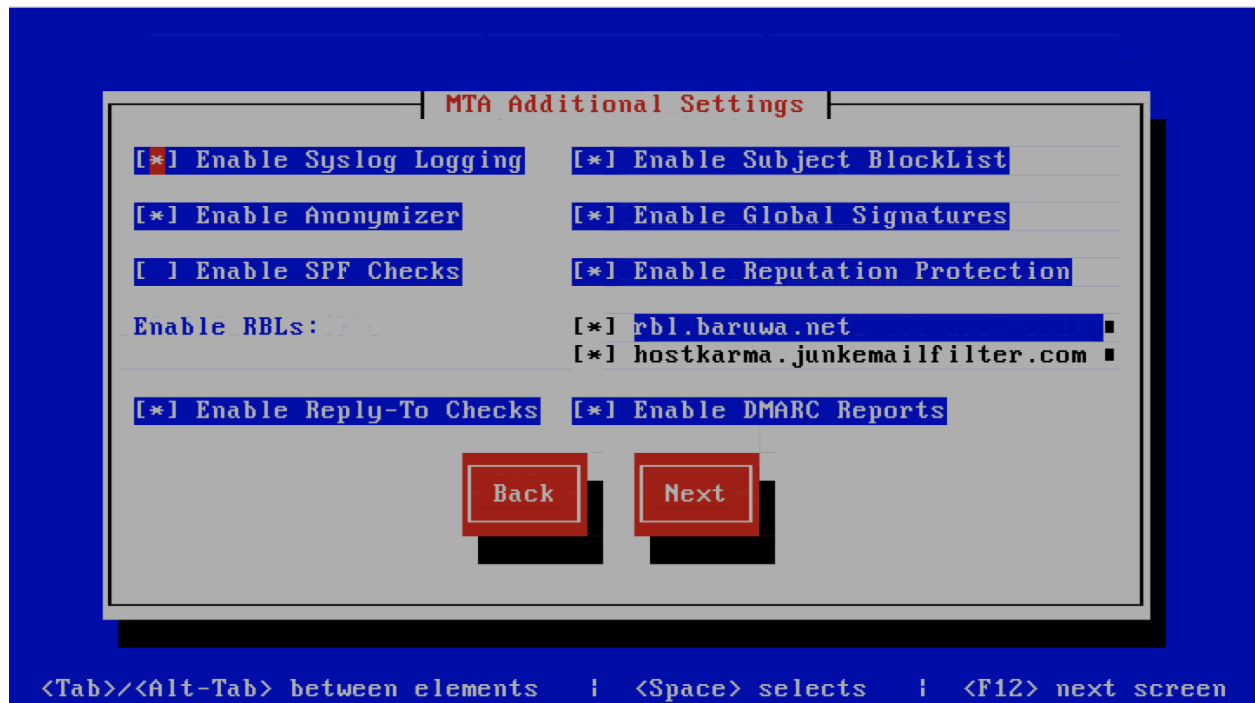 MTA Additional Settings
[*] Enable Syslog Logging [*] Enable Subject BlockList
[*] Enable Anonymizer [*] Enable Global Signatures
[ ] Enable SPF Checks [*] Enable Reputation Protection
Enable RBLs: [*] rbl.baruwa.net
[*] hostkarma.junkemailfilter.com
[*] Enable Reply-To Checks [*] Enable DMARC Reports
Back Next
<Tab>/<Alt-Tab> between elements | <Space> selects | <F12> next screen